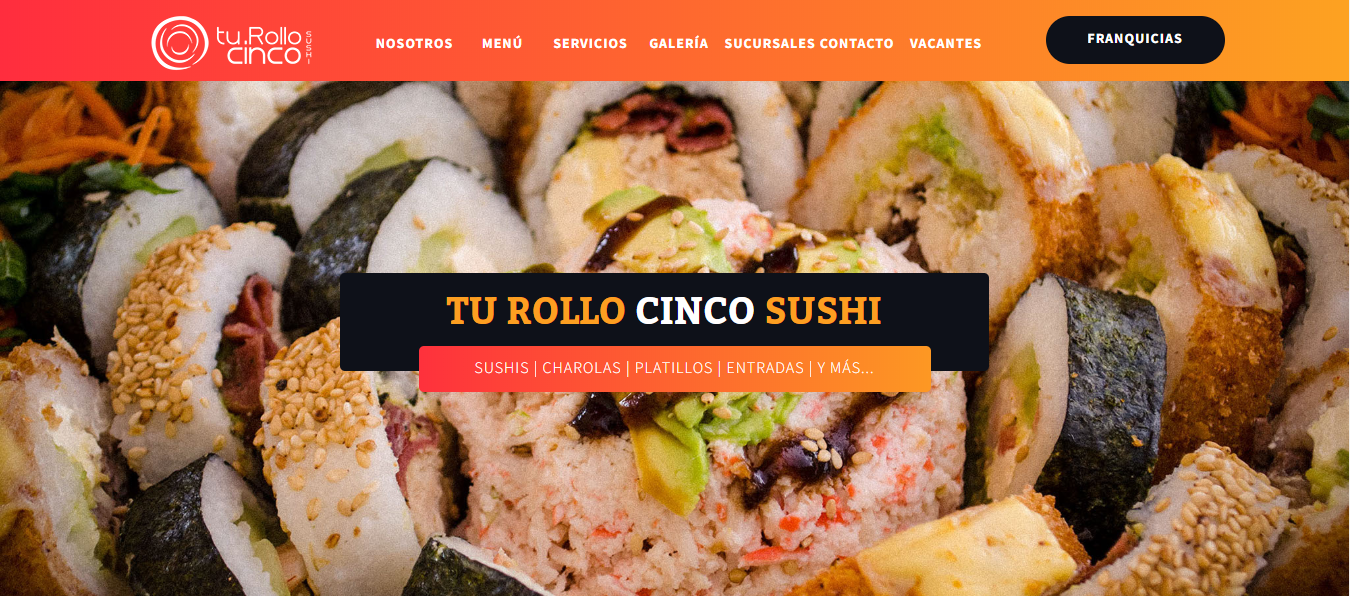 tu Rollo
cinco
SUSHI
NOSOTROS MENÚ SERVICIOS GALERÍA SUCURSALES CONTACTO VACANTES
FRANQUICIAS
TU ROLLO CINCO SUSHI
SUSHIS | CHAROLAS | PLATILLOS | ENTRADAS | Y MÁS...